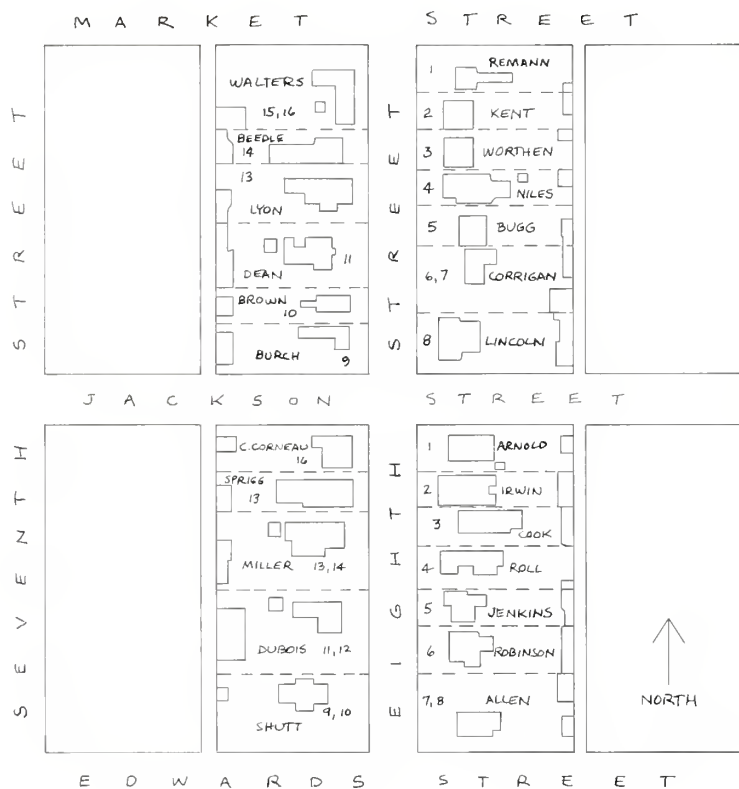 MARKET STREET
SEVENTH STREET
EIGHTH STREET
WALTERS
15, 16
BEEDLE
14
13
LYON
DEAN
11
BROWN
10
BURCH
9
1
REMANN
2
KENT
3
WORTHEN
4
NILES
5
BUGG
6, 7
CORRIGAN
8
LINCOLN
JACKSON STREET
C. CORNEAU
16
SPRIGG
13
MILLER
13, 14
DUBOIS
11, 12
SHUTT
9, 10
1
ARNOLD
2
IRWIN
3
COOK
4
ROLL
5
JENKINS
6
ROBINSON
7, 8
ALLEN
NORTH
EDWARDS STREET